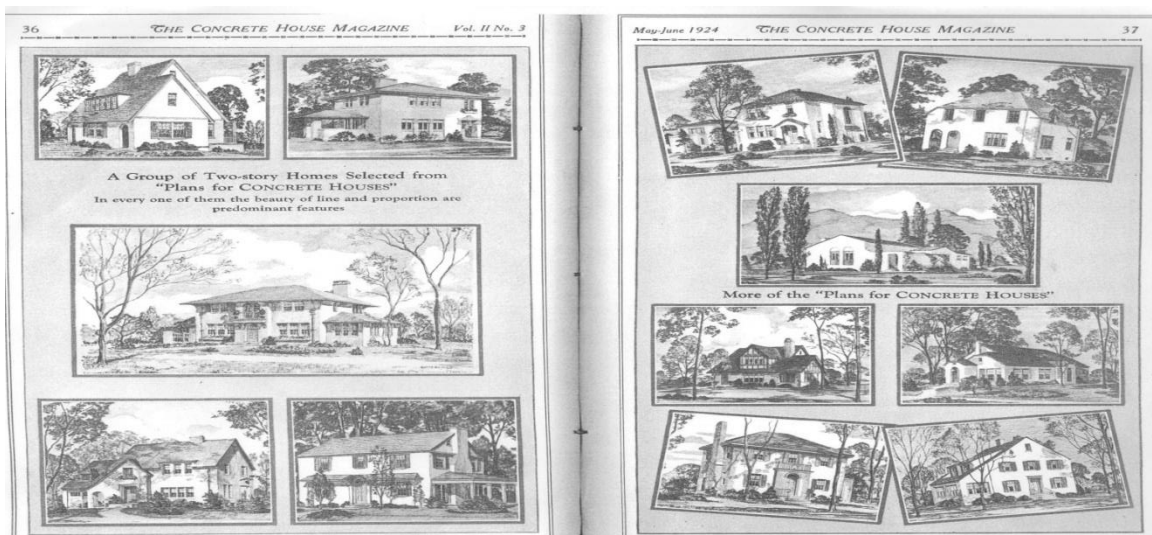 36 THE CONCRETE HOUSE MAGAZINE Vol. II No. 3
A Group of Two-story Homes Selected from
"Plans for CONCRETE HOUSES"
In every one of them the beauty of line and proportion are
predominant features
May-June 1924 THE CONCRETE HOUSE MAGAZINE 37
More of the "Plans for CONCRETE HOUSES"